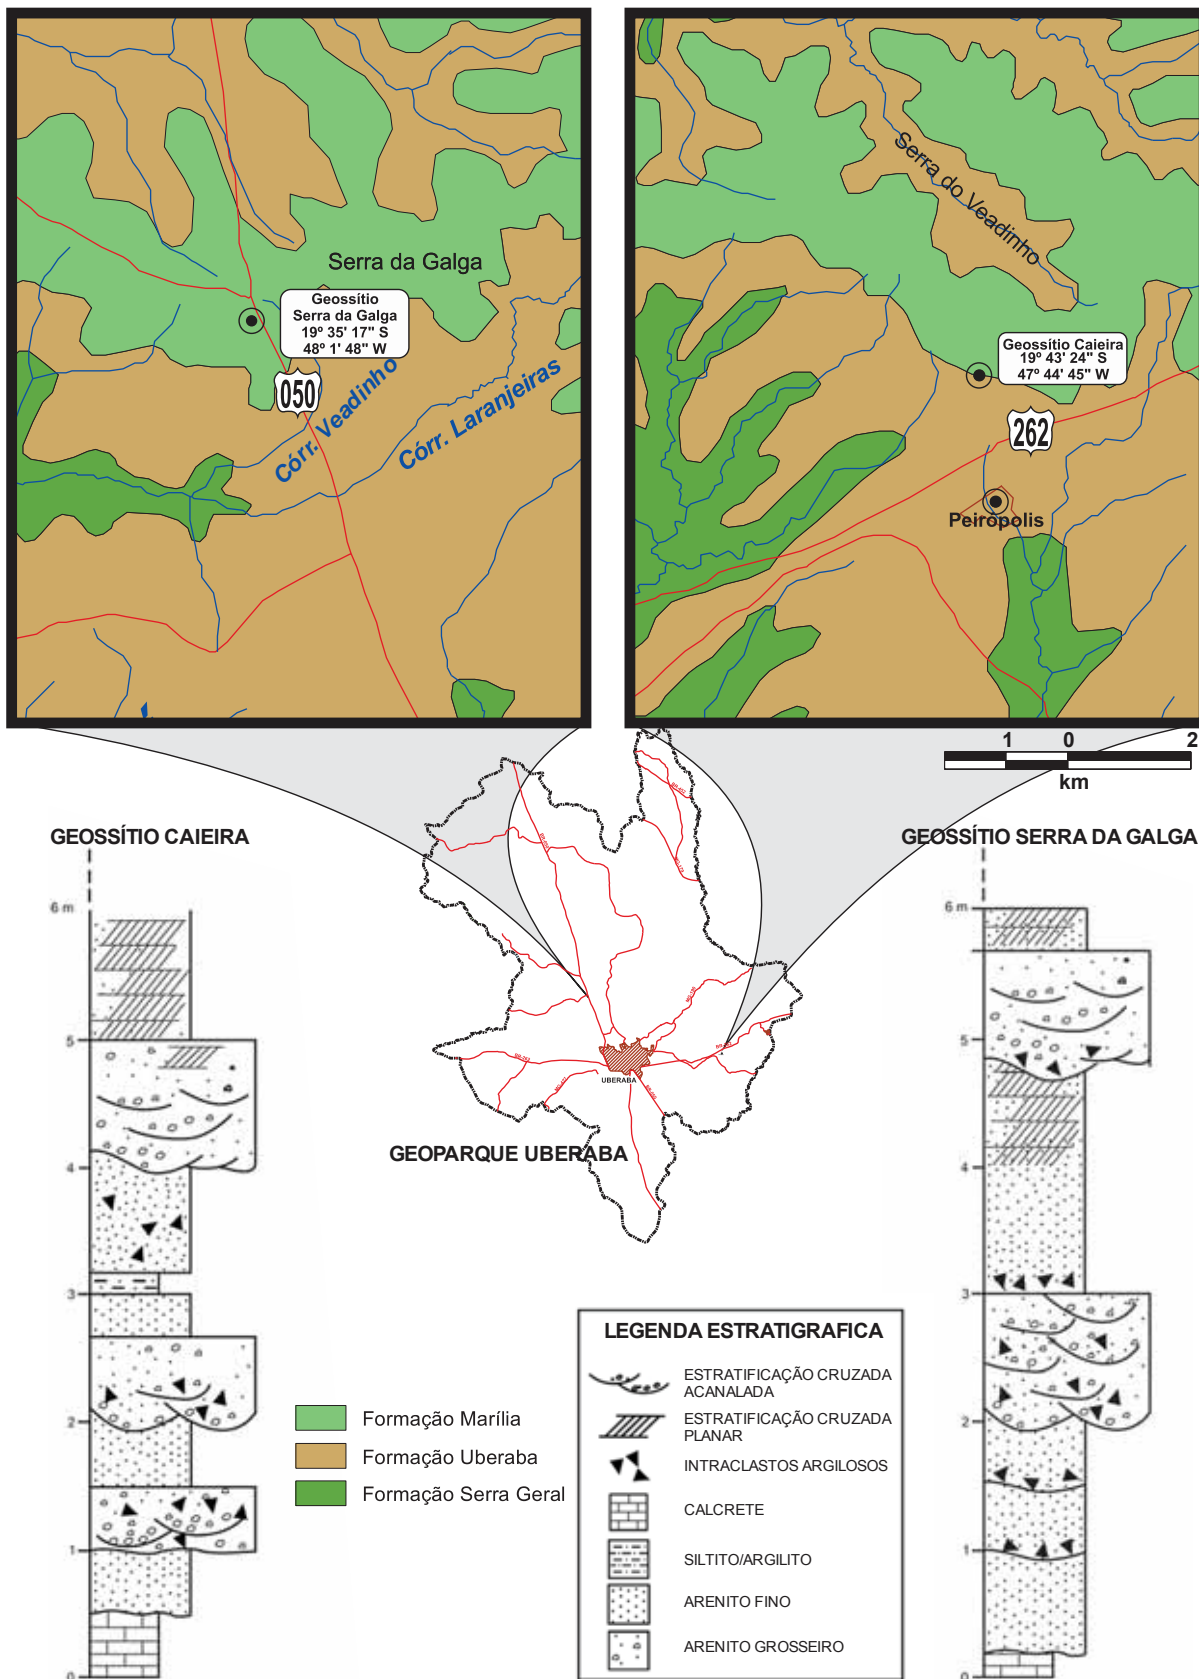 Serra da Galga
Geossítio
Serra da Galga
19º 35' 17" S
48º 1' 48" W
050
Córr. Veadinho
Córr. Laranjeiras
Serra do Veadinho
Geossítio Caieira
19º 43' 24" S
47º 44' 45" W
262
Peirópolis
1 0 2
km
GEOSSÍTIO CAIEIRA
6 m
5
4
3
2
1
0
UBERABA
GEOPARQUE UBERABA
GEOSSÍTIO SERRA DA GALGA
6 m
5
4
3
2
1
0
Formação Marília
Formação Uberaba
Formação Serra Geral
LEGENDA ESTRATIGRAFICA
ESTRATIFICAÇÃO CRUZADA
ACANALADA
ESTRATIFICAÇÃO CRUZADA
PLANAR
INTRACLASTOS ARGILOSOS
CALCRETE
SILTITO/ARGILITO
ARENITO FINO
ARENITO GROSSEIRO